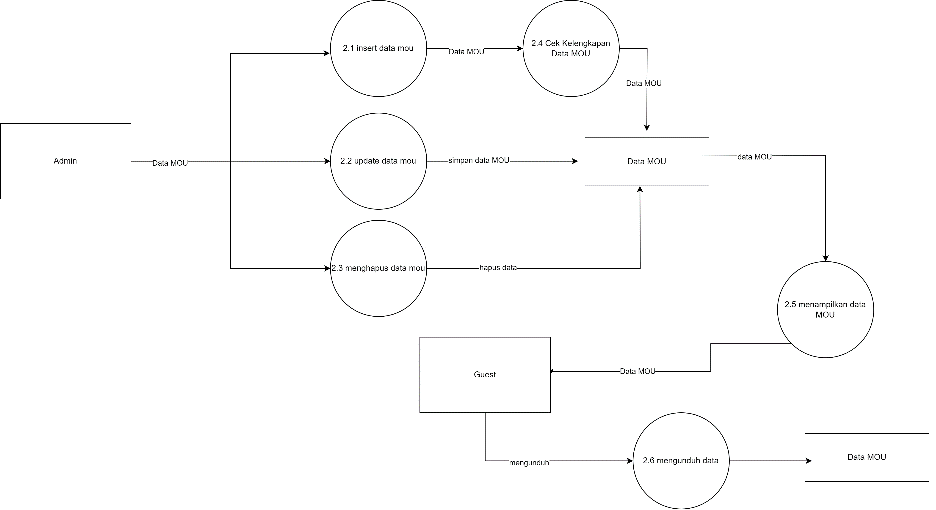 2.1 insert data mou
Data MOU
2.4 Cek Kelengkapan
Data MOU
Data MOU
Admin
Data MOU
2.2 update data mou
simpan data MOU
Data MOU
data MOU
2.3 menghapus data mou
hapus data
2.5 menampilkan data
MOU
Guest
Data MOU
mengunduh
2.6 mengunduh data
Data MOU